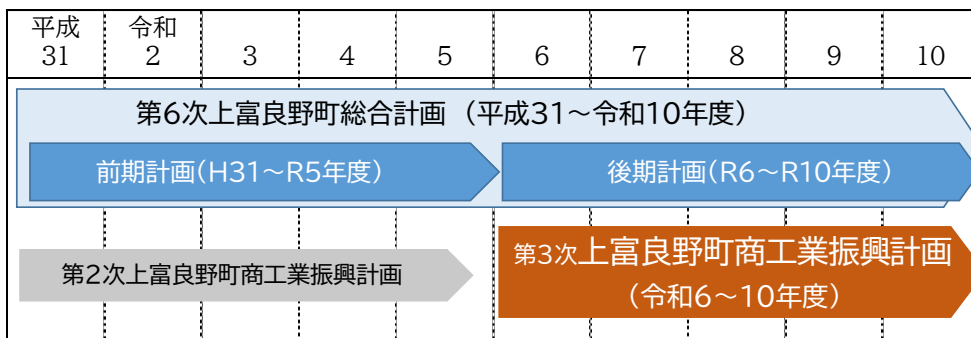 平成 令和
31 2 3 4 5 6 7 8 9 10
第6次上富良野町総合計画（平成31～令和10年度）
前期計画(H31～R5年度) 後期計画(R6～R10年度)
第2次上富良野町商工業振興計画
第3次上富良野町商工業振興計画
（令和6～10年度）